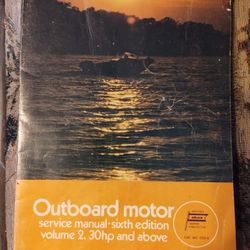 Outboard motor
service manual·sixth edition
volume 2. 30hp and above